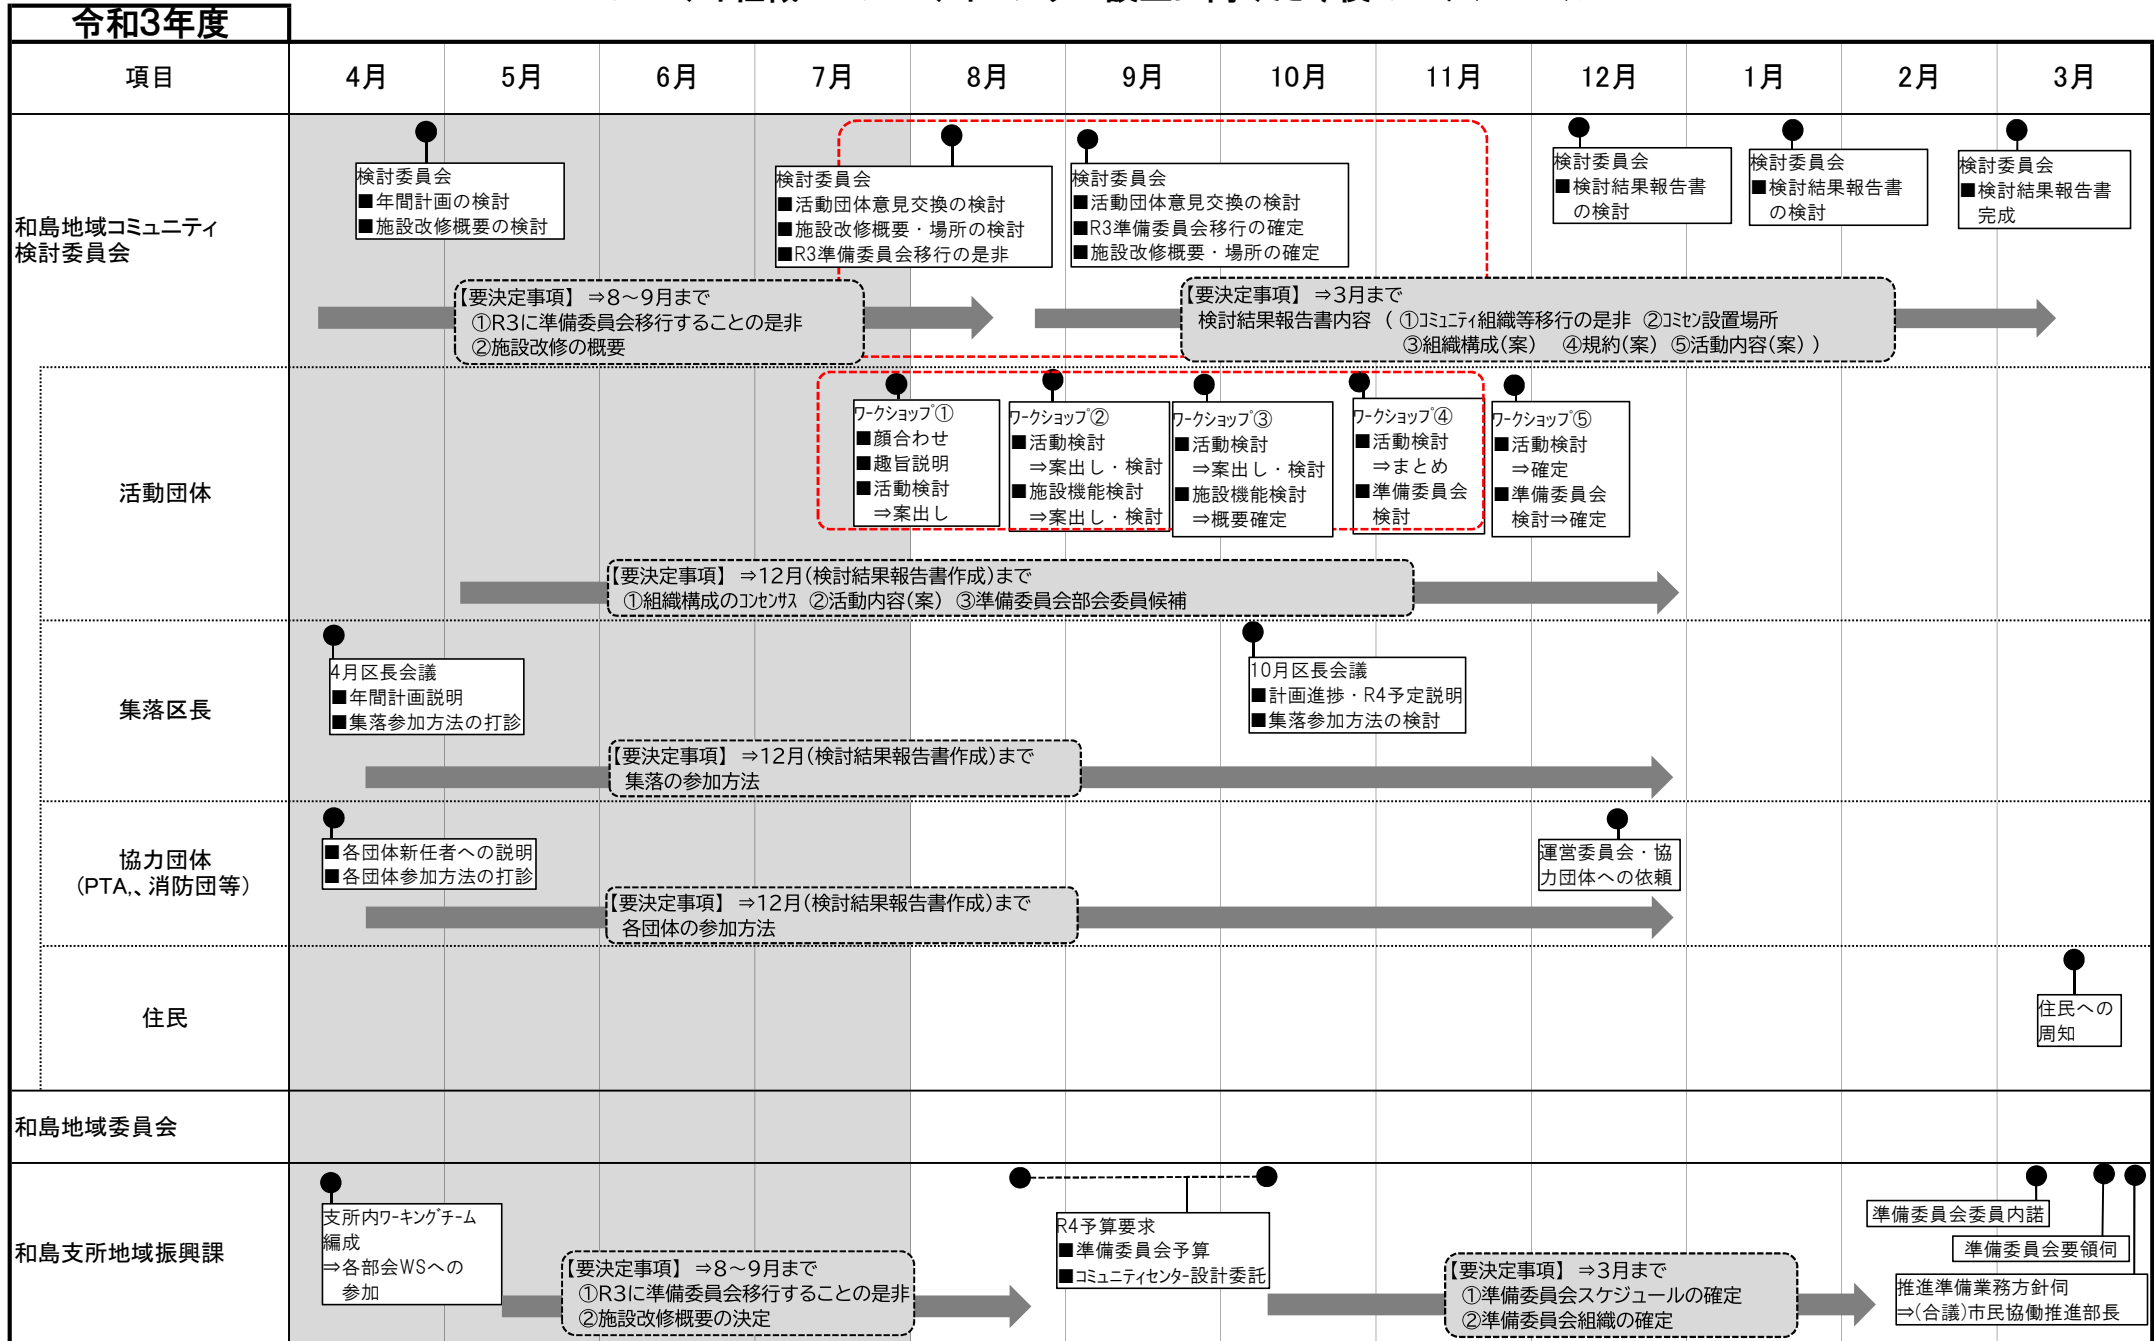 令和3年度
項目
4月
5月
6月
7月
8月
9月
10月
11月
12月
1月
2月
3月
和島地域コミュニティ
検討委員会
検討委員会
■年間計画の検討
■施設改修概要の検討
検討委員会
■活動団体意見交換の検討
■施設改修概要・場所の検討
■R3準備委員会移行の是非
検討委員会
■活動団体意見交換の検討
■R3準備委員会移行の確定
■施設改修概要・場所の確定
検討委員会
■検討結果報告書
の検討
検討委員会
■検討結果報告書
の検討
検討委員会
■検討結果報告書
完成
【要決定事項】 ⇒8～9月まで
①R3に準備委員会移行することの是非
②施設改修の概要
【要決定事項】 ⇒3月まで
検討結果報告書内容 ( ①ｺﾐｭﾆﾃｨ組織等移行の是非 ②ｺﾐｾﾝ設置場所
③組織構成(案) ④規約(案) ⑤活動内容(案) )
活動団体
ﾜｰｸｼｮｯﾌﾟ①
■顔合わせ
■趣旨説明
■活動検討
⇒案出し
ﾜｰｸｼｮｯﾌﾟ②
■活動検討
⇒案出し・検討
■施設機能検討
⇒案出し・検討
ﾜｰｸｼｮｯﾌﾟ③
■活動検討
⇒案出し・検討
■施設機能検討
⇒概要確定
ﾜｰｸｼｮｯﾌﾟ④
■活動検討
⇒まとめ
■準備委員会
検討
ﾜｰｸｼｮｯﾌﾟ⑤
■活動検討
⇒確定
■準備委員会
検討⇒確定
【要決定事項】 ⇒12月(検討結果報告書作成)まで
①組織構成のｺﾝｾﾝｻｽ ②活動内容(案) ③準備委員会部会委員候補
集落区長
4月区長会議
■年間計画説明
■集落参加方法の打診
10月区長会議
■計画進捗・R4予定説明
■集落参加方法の検討
【要決定事項】 ⇒12月(検討結果報告書作成)まで
集落の参加方法
協力団体
(PTA,、消防団等)
■各団体新任者への説明
■各団体参加方法の打診
運営委員会・協
力団体への依頼
【要決定事項】 ⇒12月(検討結果報告書作成)まで
各団体の参加方法
住民
住民への
周知
和島地域委員会
和島支所地域振興課
支所内ﾜｰｷﾝｸﾞﾁｰﾑ
編成
⇒各部会WSへの
参加
【要決定事項】 ⇒8～9月まで
①R3に準備委員会移行することの是非
②施設改修概要の決定
R4予算要求
■準備委員会予算
■ｺﾐｭﾆﾃｨｾﾝﾀｰ設計委託
【要決定事項】 ⇒3月まで
①準備委員会スケジュールの確定
②準備委員会組織の確定
準備委員会委員内諾
準備委員会要領伺
推進準備業務方針伺
⇒(合議)市民協働推進部長